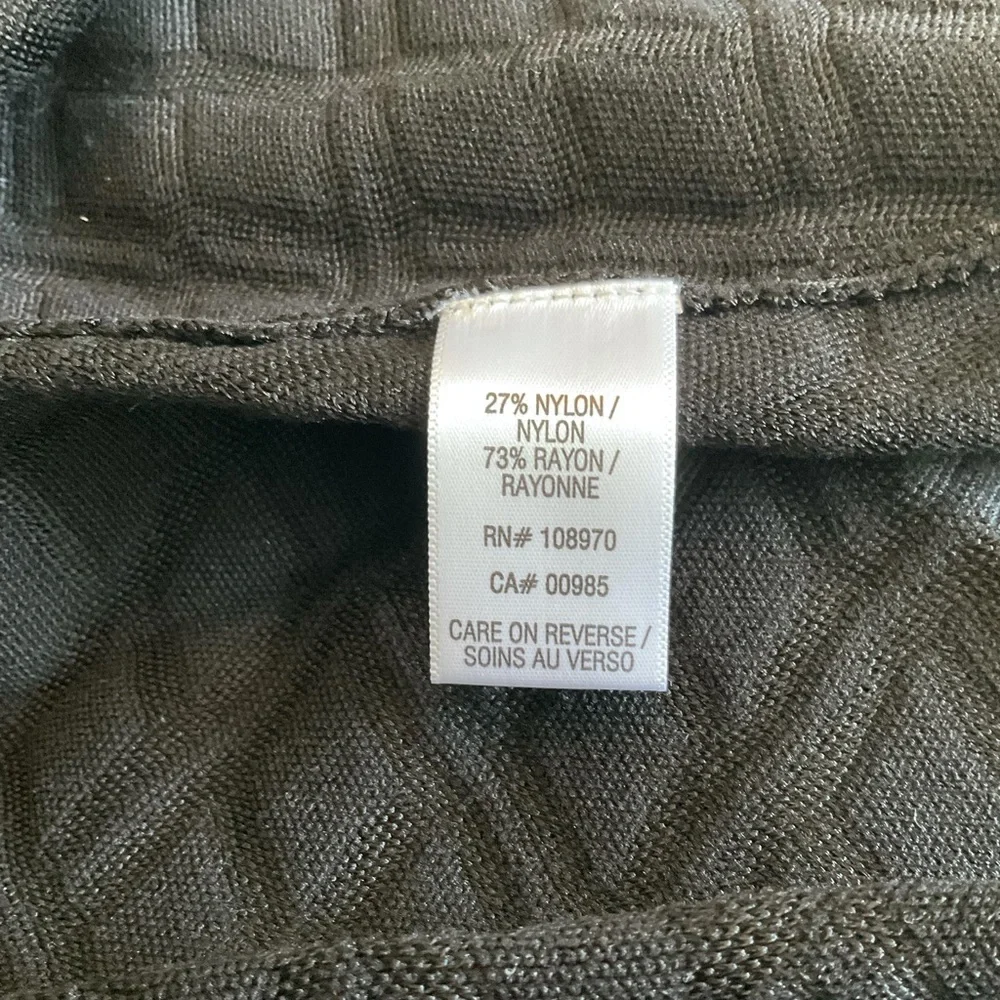 27% NYLON /
NYLON
73% RAYON /
RAYONNE
RN# 108970
CA# 00985
CARE ON REVERSE /
SOINS AU VERSO